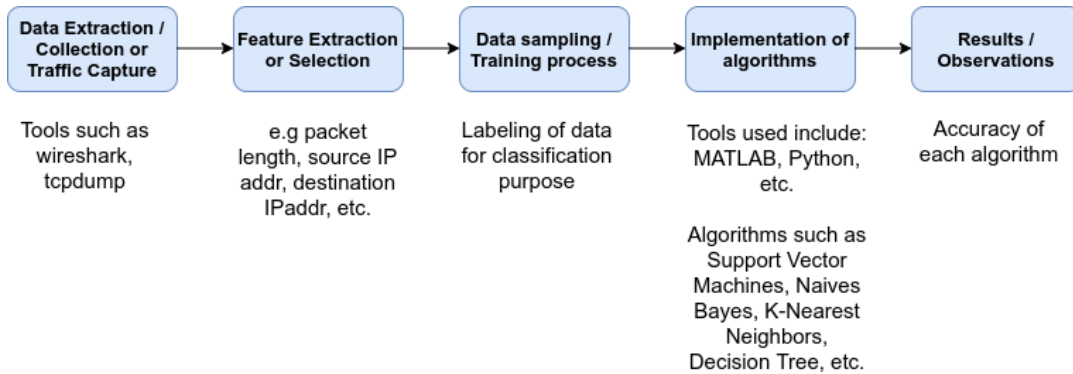 Data Extraction /
Collection or
Traffic Capture
Feature Extraction
or Selection
Data sampling /
Training process
Implementation of
algorithms
Results /
Observations
Tools such as
wireshark,
tcpdump
e.g packet
length, source IP
addr, destination
IPaddr, etc.
Labeling of data
for classification
purpose
Tools used include:
MATLAB, Python,
etc.
Algorithms such as
Support Vector
Machines, Naives
Bayes, K-Nearest
Neighbors,
Decision Tree, etc.
Accuracy of
each algorithm